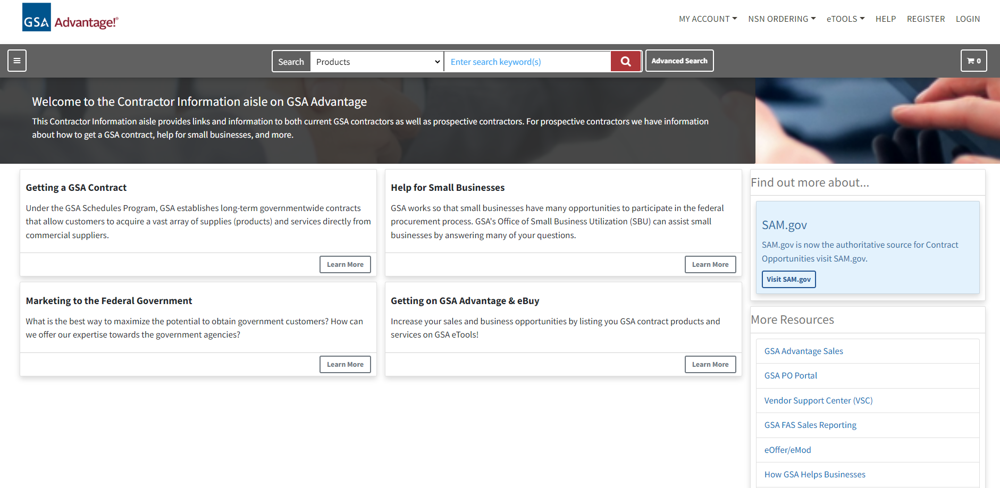 GSA Advantage!®
MY ACCOUNT
NSN ORDERING
eTOOLS
HELP
REGISTER
LOGIN
Search
Products
Enter search keyword(s)
Advanced Search
0
Welcome to the Contractor Information aisle on GSA Advantage
This Contractor Information aisle provides links and information to both current GSA contractors as well as prospective contractors. For prospective contractors we have information
about how to get a GSA contract, help for small businesses, and more.
Getting a GSA Contract
Under the GSA Schedules Program, GSA establishes long-term governmentwide contracts
that allow customers to acquire a vast array of supplies (products) and services directly from
commercial suppliers.
Learn More
Help for Small Businesses
GSA works so that small businesses have many opportunities to participate in the federal
procurement process. GSA's Office of Small Business Utilization (SBU) can assist small
businesses by answering many of your questions.
Learn More
Marketing to the Federal Government
What is the best way to maximize the potential to obtain government customers? How can
we offer our expertise towards the government agencies?
Learn More
Getting on GSA Advantage & eBuy
Increase your sales and business opportunities by listing you GSA contract products and
services on GSA eTools!
Learn More
Find out more about...
SAM.gov
SAM.gov is now the authoritative source for Contract
Opportunities visit SAM.gov.
Visit SAM.gov
More Resources
GSA Advantage Sales
GSA PO Portal
Vendor Support Center (VSC)
GSA FAS Sales Reporting
eOffer/eMod
How GSA Helps Businesses